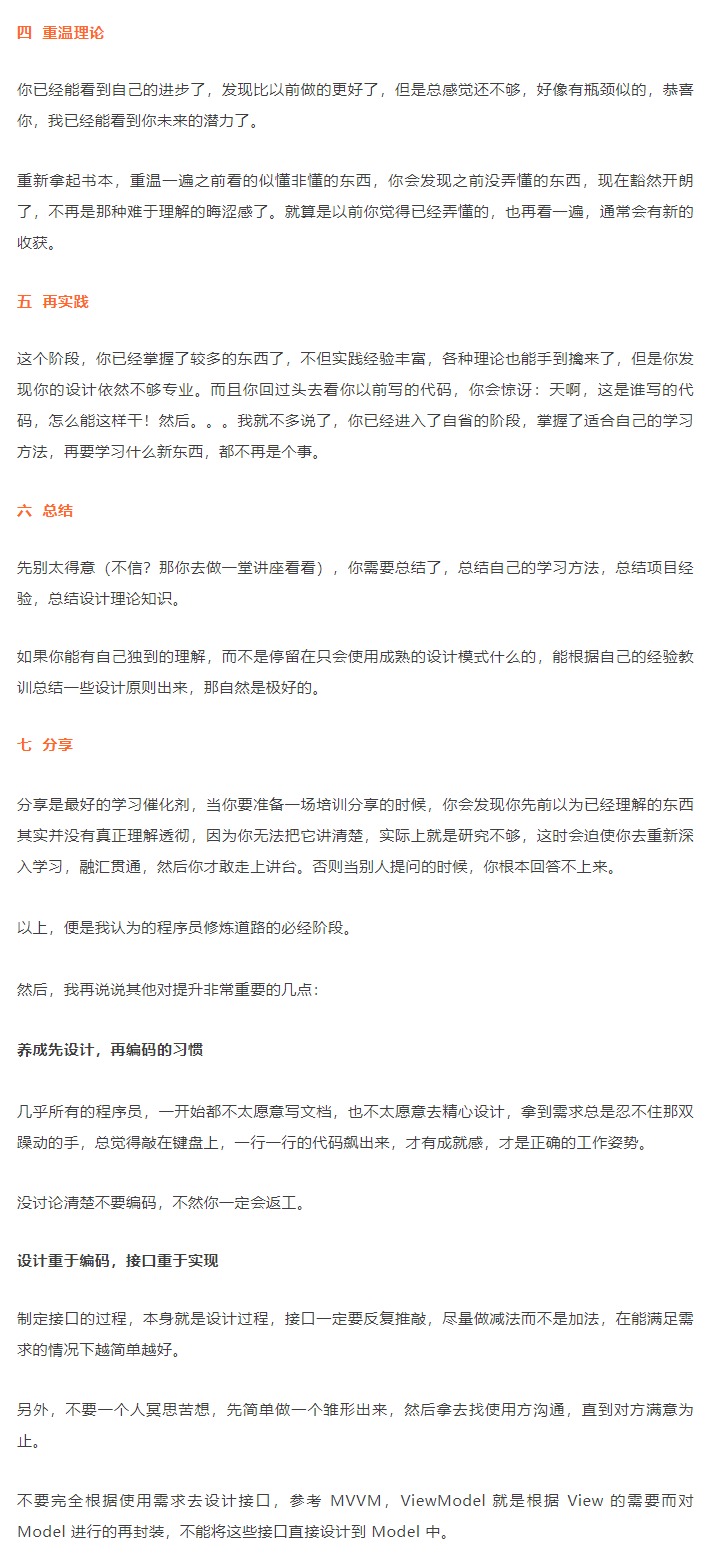 四 重温理论
你已经能看到自己的进步了，发现比以前做的更好了，但是总感觉还不够，好像有瓶颈似的，恭喜
你，我已经能看到你未来的潜力了。
重新拿起书本，重温一遍之前看的似懂非懂的东西，你会发现之前没弄懂的东西，现在豁然开朗
了，不再是那种难于理解的晦涩感了。就算是以前你觉得已经弄懂的，也再看一遍，通常会有新的
收获。
五 再实践
这个阶段，你已经掌握了较多的东西了，不但实践经验丰富，各种理论也能手到擒来了，但是你发
现你的设计依然不够专业。而且你回过头去看你以前写的代码，你会惊讶：天啊，这是谁写的代
码，怎么能这样干！然后。。。我就不多说了，你已经进入了自省的阶段，掌握了适合自己的学习
方法，再要学习什么新东西，都不再是个事。
六 总结
先别太得意（不信？那你去做一堂讲座看看），你需要总结了，总结自己的学习方法，总结项目经
验，总结设计理论知识。
如果你能有自己独到的理解，而不是停留在只会使用成熟的设计模式什么的，能根据自己的经验教
训总结一些设计原则出来，那自然是极好的。
七 分享
分享是最好的学习催化剂，当你要准备一场培训分享的时候，你会发现你先前以为已经理解的东西
其实并没有真正理解透彻，因为你无法把它讲清楚，实际上就是研究不够，这时会迫使你去重新深
入学习，融汇贯通，然后你才敢走上讲台。否则当别人提问的时候，你根本回答不上来。
以上，便是我认为的程序员修炼道路的必经阶段。
然后，我再说说其他对提升非常重要的几点：
养成先设计，再编码的习惯
几乎所有的程序员，一开始都不太愿意写文档，也不太愿意去精心设计，拿到需求总是忍不住那双
躁动的手，总觉得敲在键盘上，一行一行的代码飙出来，才有成就感，才是正确的工作姿势。
没讨论清楚不要编码，不然你一定会返工。
设计重于编码，接口重于实现
制定接口的过程，本身就是设计过程，接口一定要反复推敲，尽量做减法而不是加法，在能满足需
求的情况下越简单越好。
另外，不要一个人冥思苦想，先简单做一个雏形出来，然后拿去找使用方沟通，直到对方满意为
止。
不要完全根据使用需求去设计接口，参考 MVVM，ViewModel 就是根据 View 的需要而对
Model 进行的再封装，不能将这些接口直接设计到 Model 中。